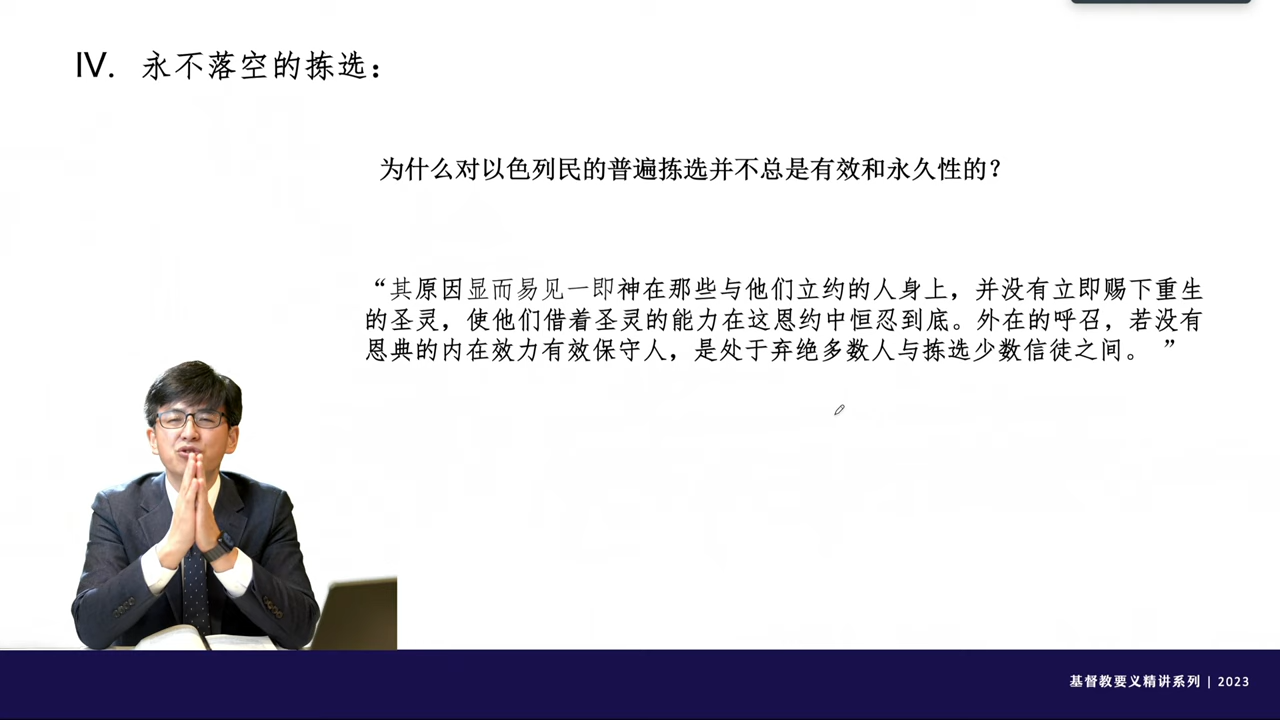 IV. 永不落空的拣选：
为什么对以色列民的普遍拣选并不总是有效和永久性的？
“其原因显而易见一即神在那些与他们立约的人身上，并没有立即赐下重生
的圣灵，使他们借着圣灵的能力在这恩约中恒忍到底。外在的呼召，若没有
恩典的内在效力有效保守人，是处于弃绝多数人与拣选少数信徒之间。 ”
基督教要义精讲系列 | 2023